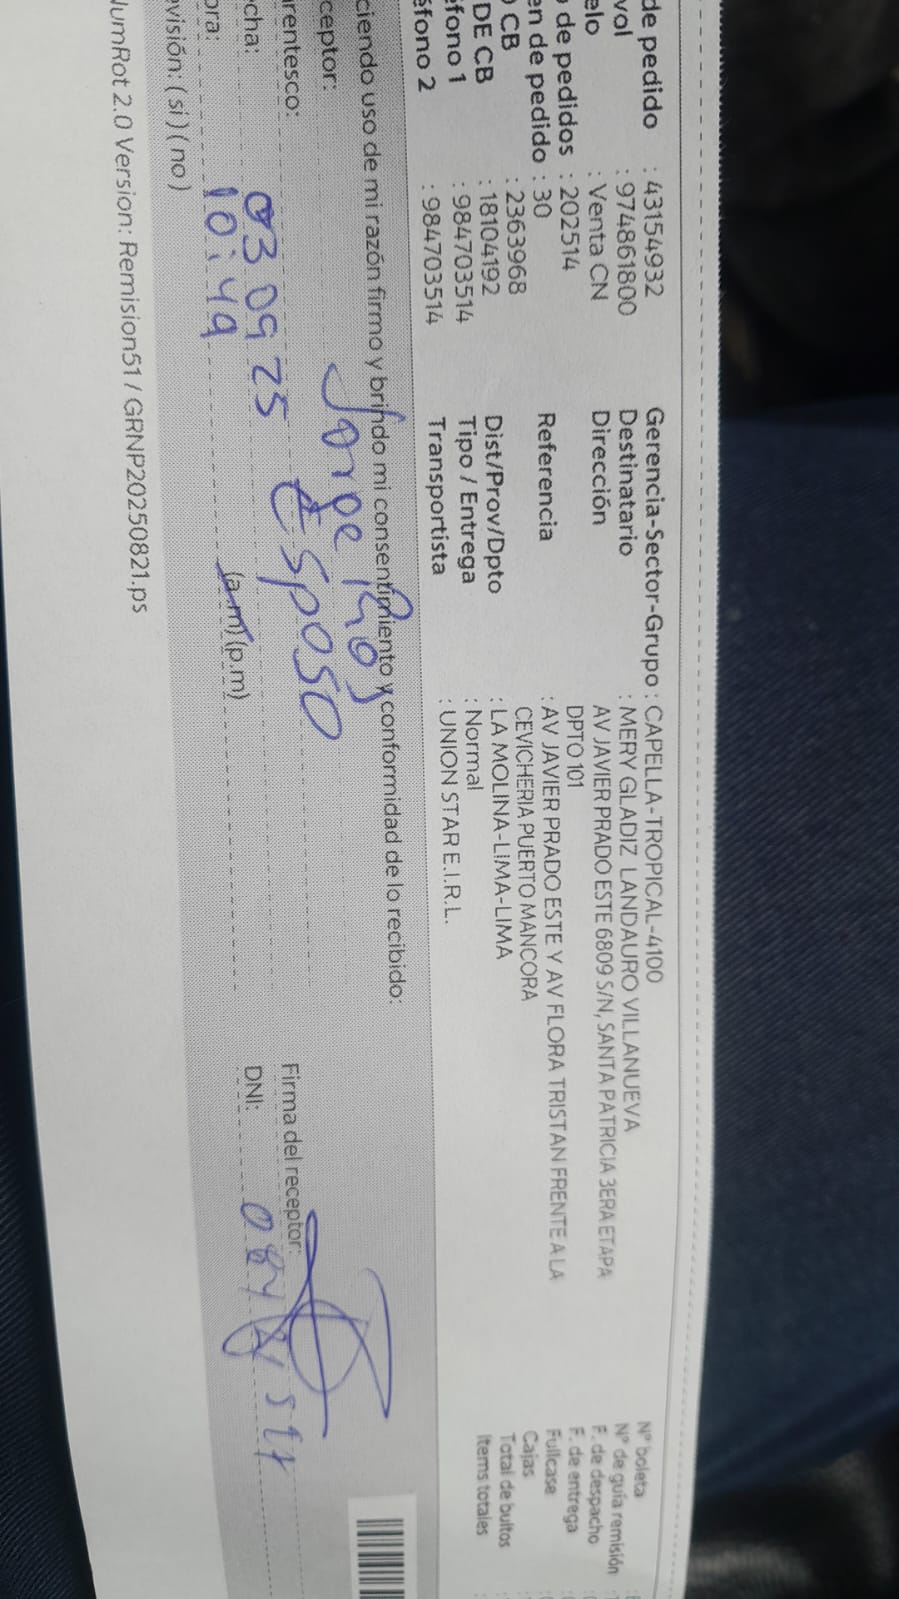 de pedido : 43154932
vol : 974861800
elo : Venta CN
de pedidos : 202514
en de pedido : 30
CB : 2363968
DE CB : 18104192
éfono 1 : 984703514
éfono 2 : 984703514
Gerencia-Sector-Grupo : CAPELLA-TROPICAL-4100
Destinatario : MERY GLADIZ LANDAURO VILLANUEVA
Dirección AV JAVIER PRADO ESTE 6809 S/N, SANTA PATRICIA 3ERA ETAPA
DPTO 101
Referencia : AV JAVIER PRADO ESTE Y AV FLORA TRISTAN FRENTE A LA
CEVICHERIA PUERTO MANCORA
Dist/Prov/Dpto : LA MOLINA-LIMA-LIMA
Tipo / Entrega : Normal
Transportista : UNION STAR E.I.R.L.
N° boleta
N° de guía remisión
F. de despacho
F. de entrega
Fullcase
Cajas
Total de bultos
Items totales
ciendo uso de mi razón firmo y brindo mi consentimiento y conformidad de lo recibido:
ceptor: Jorge Rios
arentesco: Esposo
cha: 03 09 25
ora: 10:49 (a.m) (p.m)
evisión: ( si ) ( no )
Firma del receptor:
DNI:
NumRot 2.0 Version: Remision51 / GRNP20250821.ps